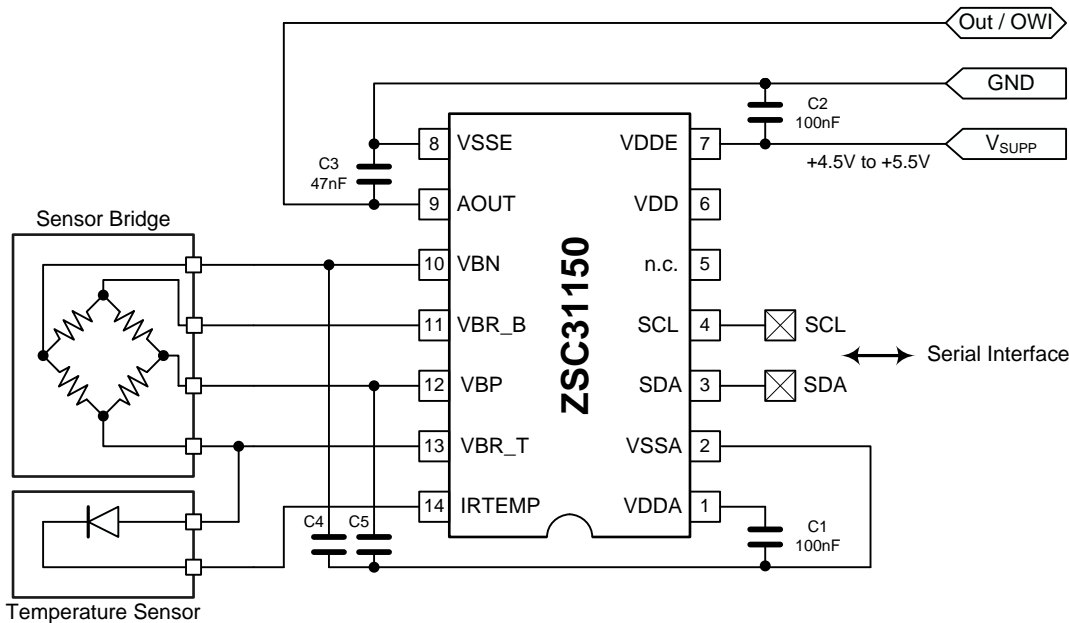 Out / OWI
GND
C2
100nF
VSUPP
+4.5V to +5.5V
C3
47nF
8 VSSE VDDE 7
9 AOUT VDD 6
Sensor Bridge
10 VBN n.c. 5
11 VBR_B SCL 4 SCL
ZSC31150
Serial Interface
12 VBP SDA 3 SDA
13 VBR_T VSSA 2
14 IRTEMP VDDA 1
C4 C5
C1
100nF
Temperature Sensor